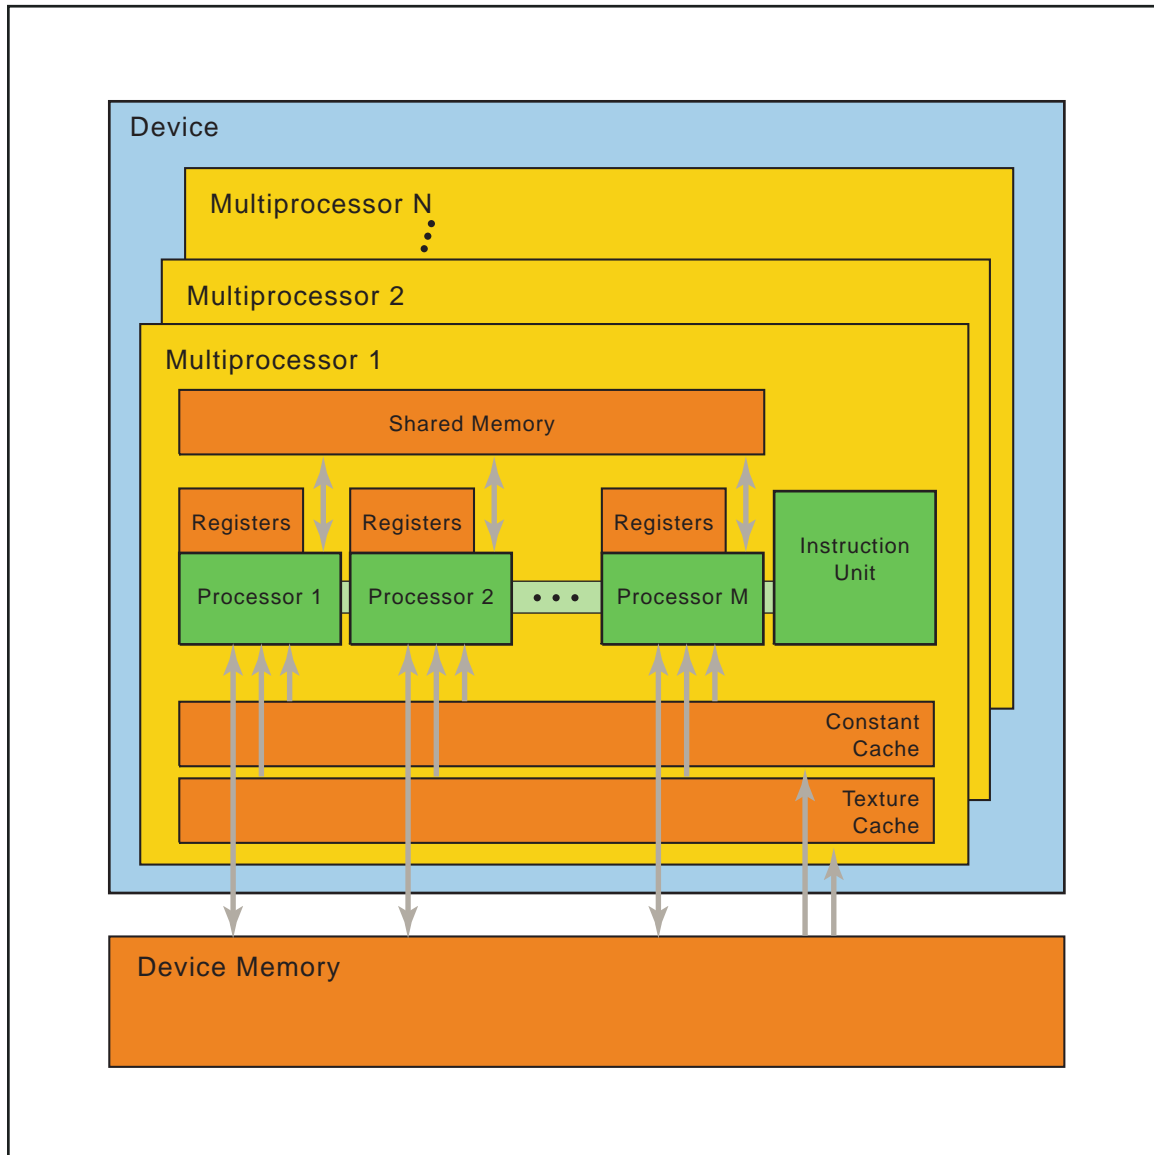 Device
Multiprocessor N
Multiprocessor 2
Multiprocessor 1
Shared Memory
Registers
Registers
Registers
Instruction
Unit
Processor 1
Processor 2
Processor M
Constant
Cache
Texture
Cache
Device Memory